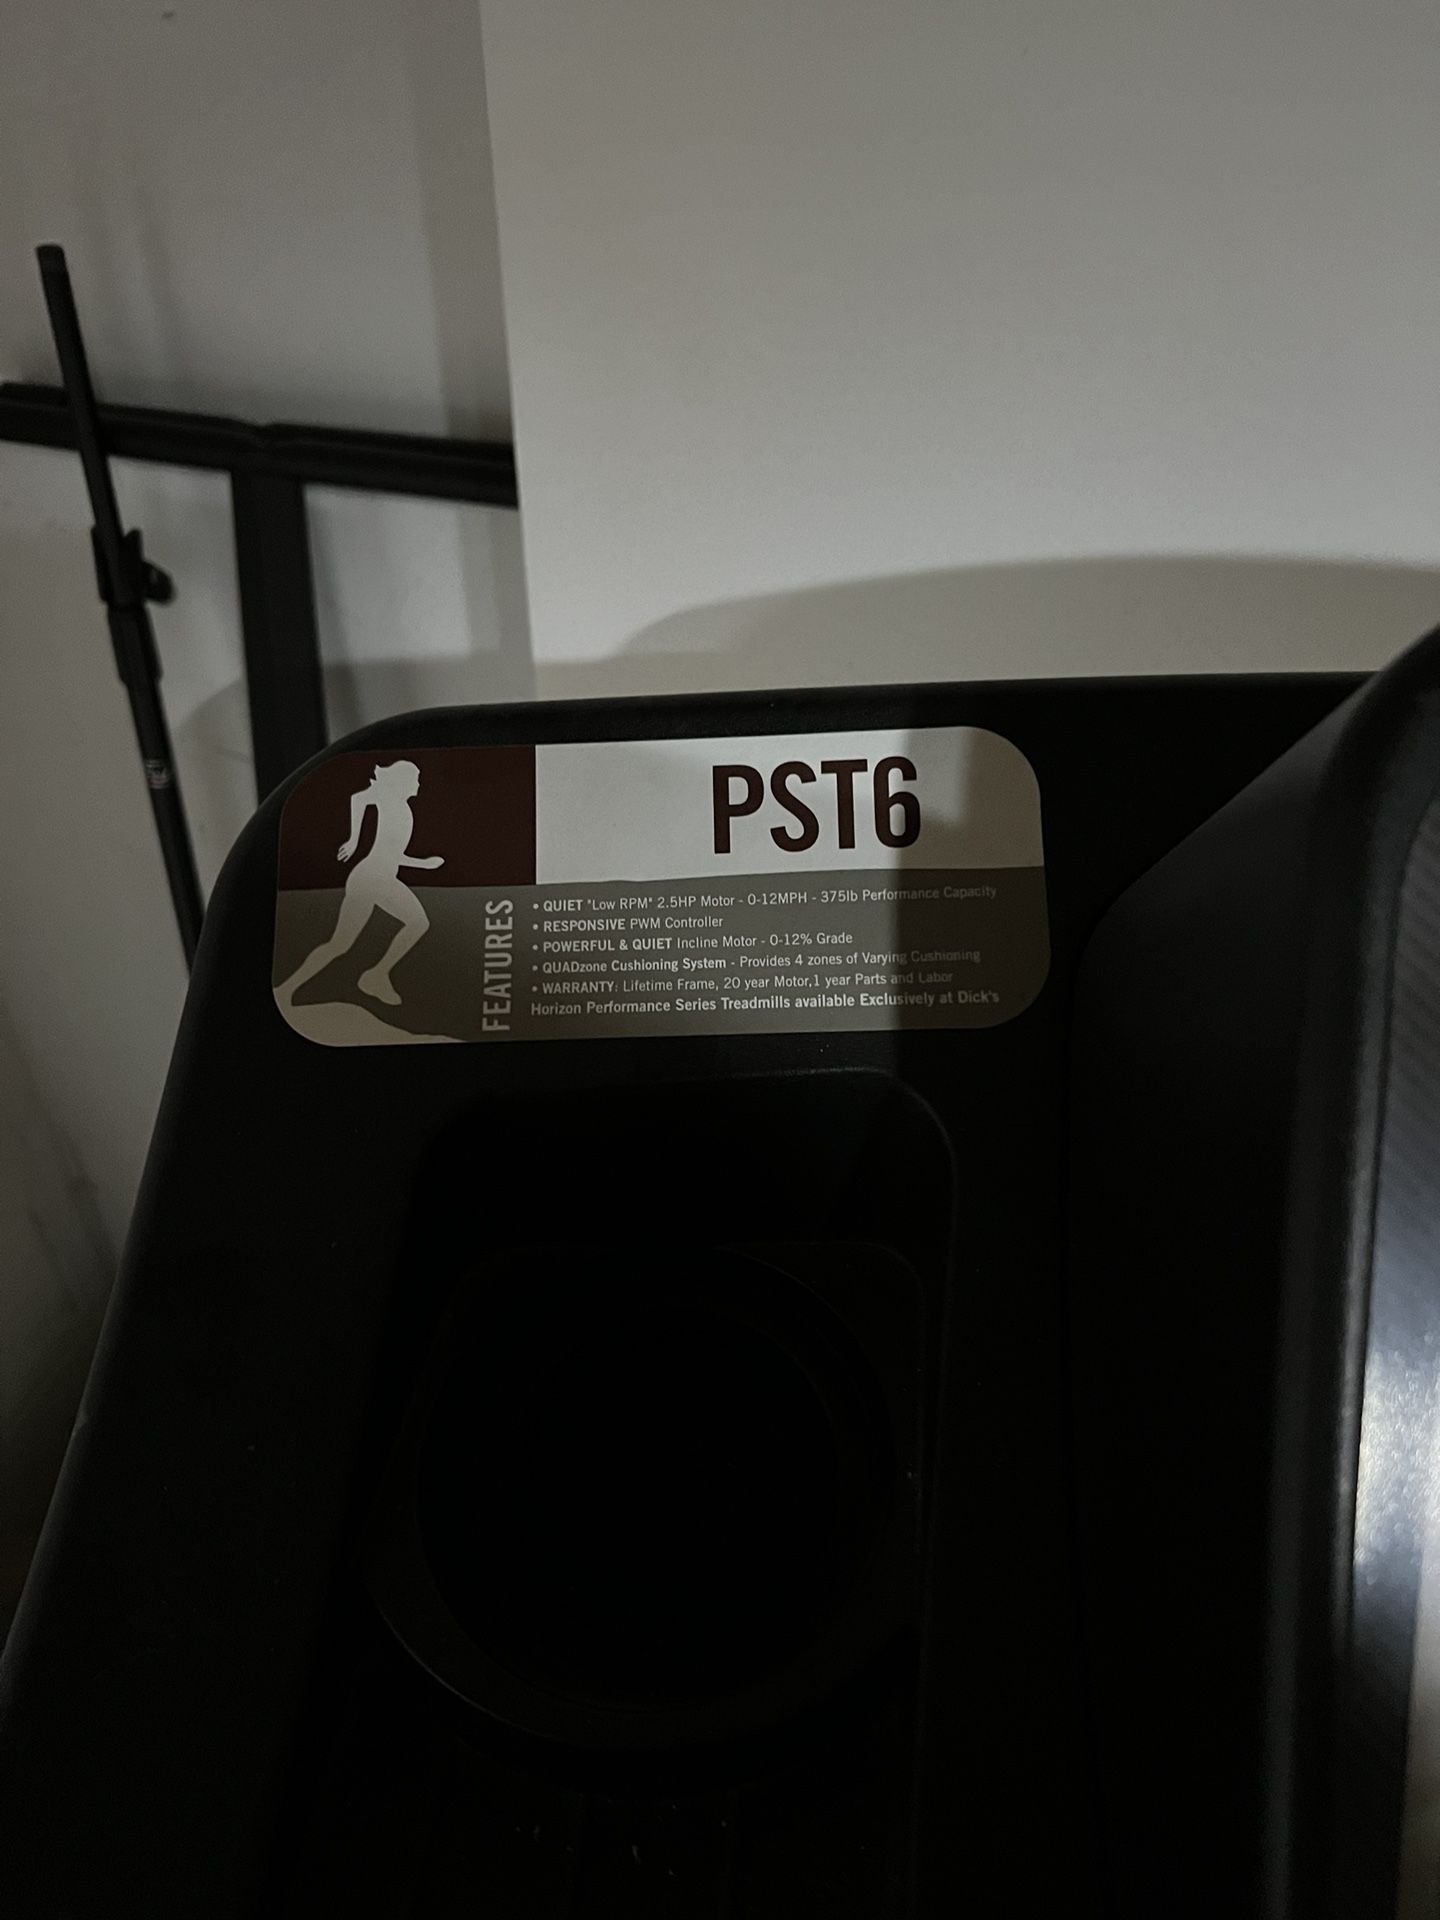 PST6
FEATURES
• QUIET "Low RPM" 2.5HP Motor - 0-12MPH - 375lb Performance Capacity
• RESPONSIVE PWM Controller
• POWERFUL & QUIET Incline Motor - 0-12% Grade
• QUADzone Cushioning System - Provides 4 zones of Varying Cushioning
• WARRANTY: Lifetime Frame, 20 year Motor,1 year Parts and Labor
Horizon Performance Series Treadmills available Exclusively at Dick's